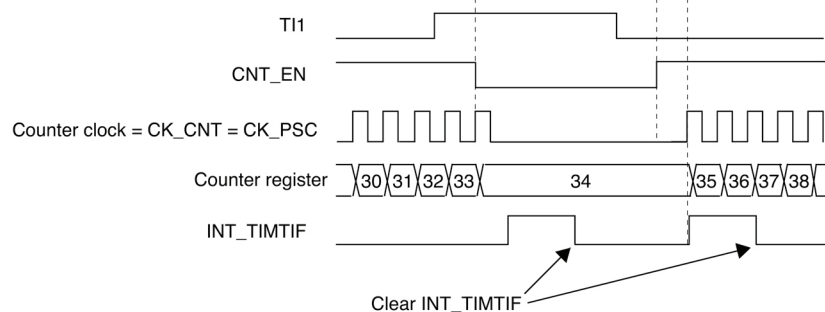 TI1
CNT_EN
Counter clock = CK_CNT = CK_PSC
Counter register 30 31 32 33 34 35 36 37 38
INT_TIMTIF
Clear INT_TIMTIF